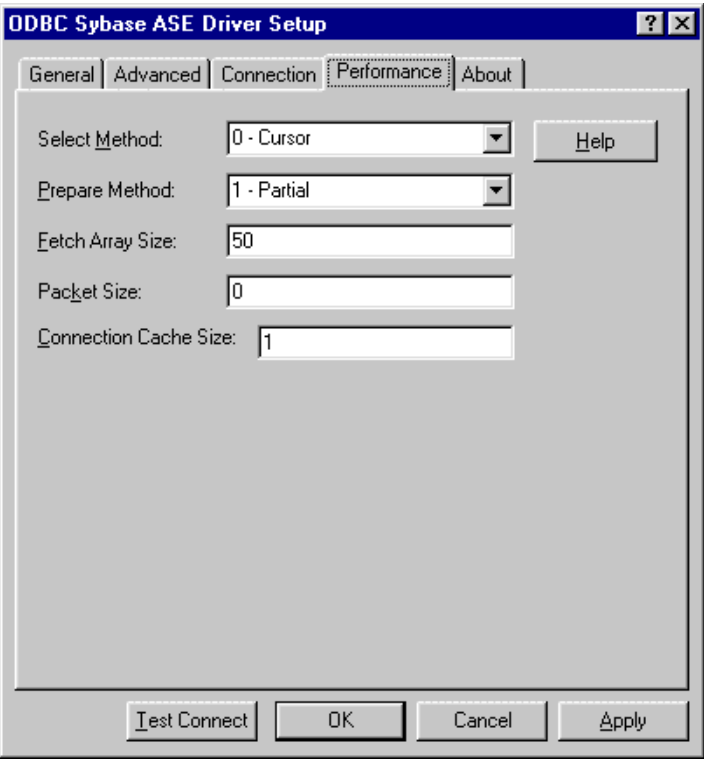 ODBC Sybase ASE Driver Setup
General Advanced Connection Performance About
Select Method: 0 - Cursor Help
Prepare Method: 1 - Partial
Fetch Array Size: 50
Packet Size: 0
Connection Cache Size: 1
Test Connect OK Cancel Apply